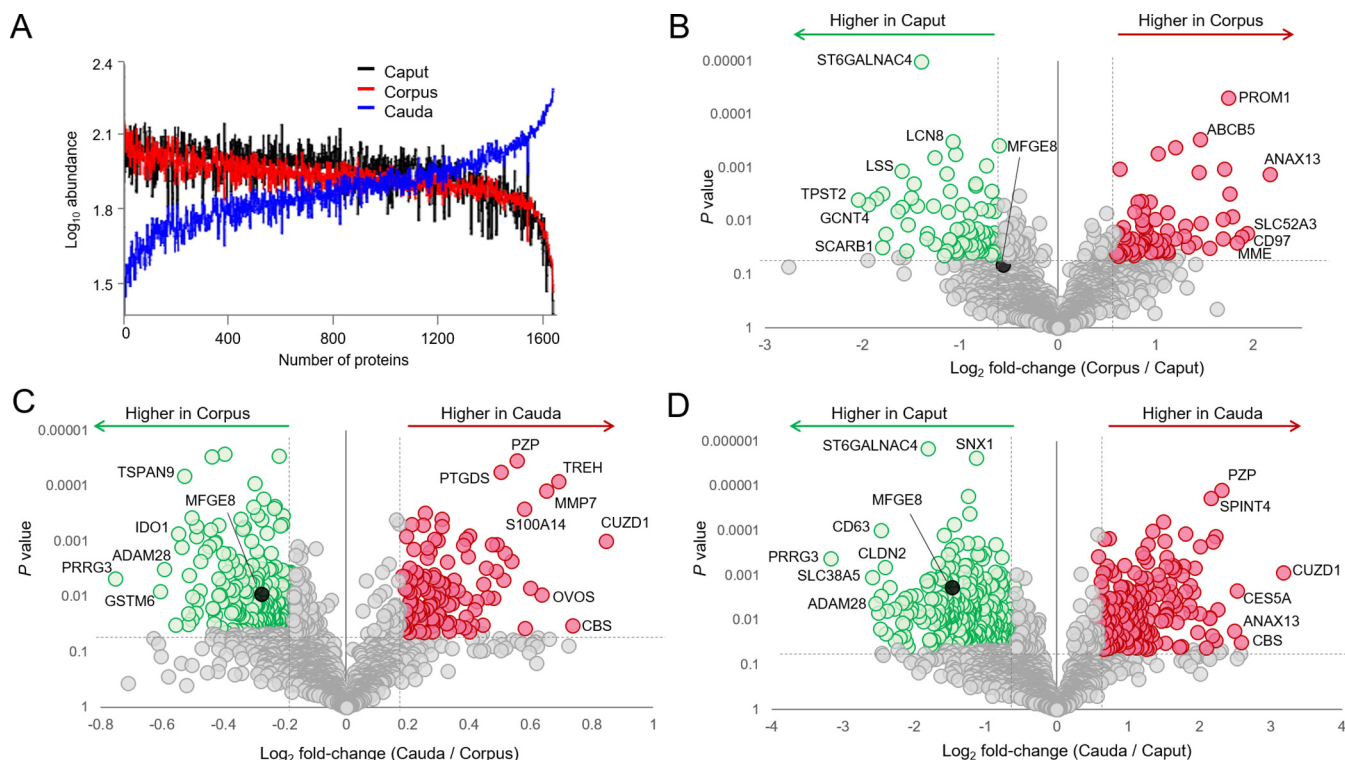 A
2.4
2.1
1.8
1.5
Log10 abundance
Caput
Corpus
Cauda
0
400
800
1200
1600
Number of proteins
B
Higher in Caput
Higher in Corpus
0.00001
0.0001
0.001
0.01
0.1
1
P value
ST6GALNAC4
PROM1
LCN8
MFGE8
ABCB5
LSS
ANAX13
TPST2
GCNT4
SLC52A3
SCARB1
CD97
MME
-3
-2
-1
0
1
2
Log2 fold-change (Corpus / Caput)
C
Higher in Corpus
Higher in Cauda
0.00001
0.0001
0.001
0.01
0.1
1
P value
PZP
TSPAN9
PTGDS
TREH
MFGE8
MMP7
IDO1
S100A14
CUZD1
ADAM28
PRRG3
GSTM6
OVOS
CBS
-0.8
-0.6
-0.4
-0.2
0
0.2
0.4
0.6
0.8
1
Log2 fold-change (Cauda / Corpus)
D
Higher in Caput
Higher in Cauda
0.000001
0.00001
0.0001
0.001
0.01
0.1
1
P value
ST6GALNAC4
SNX1
PZP
MFGE8
SPINT4
CD63
PRRG3
CLDN2
SLC38A5
CUZD1
ADAM28
CES5A
ANAX13
CBS
-4
-3
-2
-1
0
1
2
3
4
Log2 fold-change (Cauda / Caput)